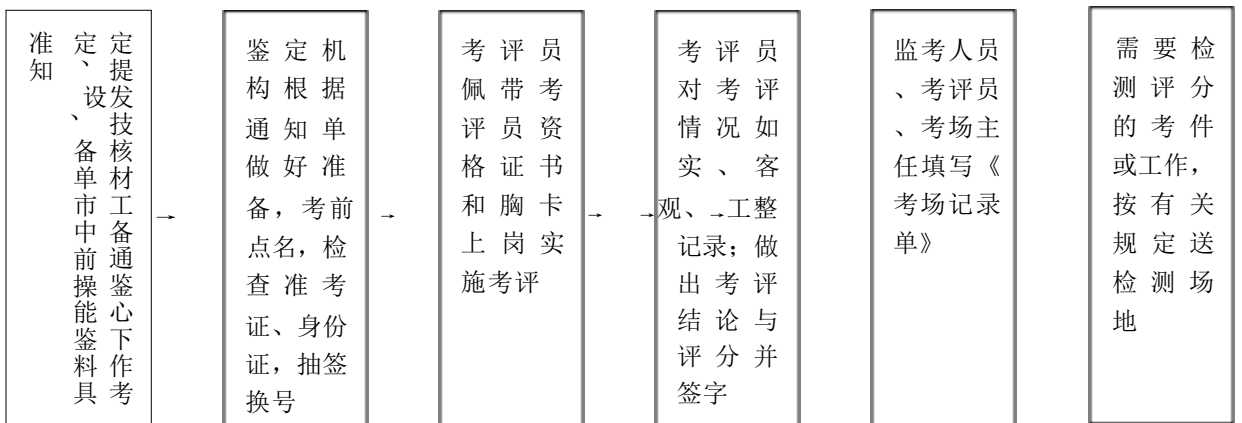 定提发技核材工备通鉴心下作考
定、设、备单市中前操能鉴料具
准知
鉴定机
构根据
通知单
做好准
备，考前
点名，检
查准考
证、身份
证，抽签
换号
考评员
佩带考
评员资
格证书
和胸卡
上岗实
施考评
考评员
对考评
情况如
实、客
观、工整
记录；做
出考评
结论与
评分并
签字
监考人员
、考评员
、考场主
任填写《
考场记录
单》
需要检
测评分
的考件
或工作，
按有关
规定送
检测场
地